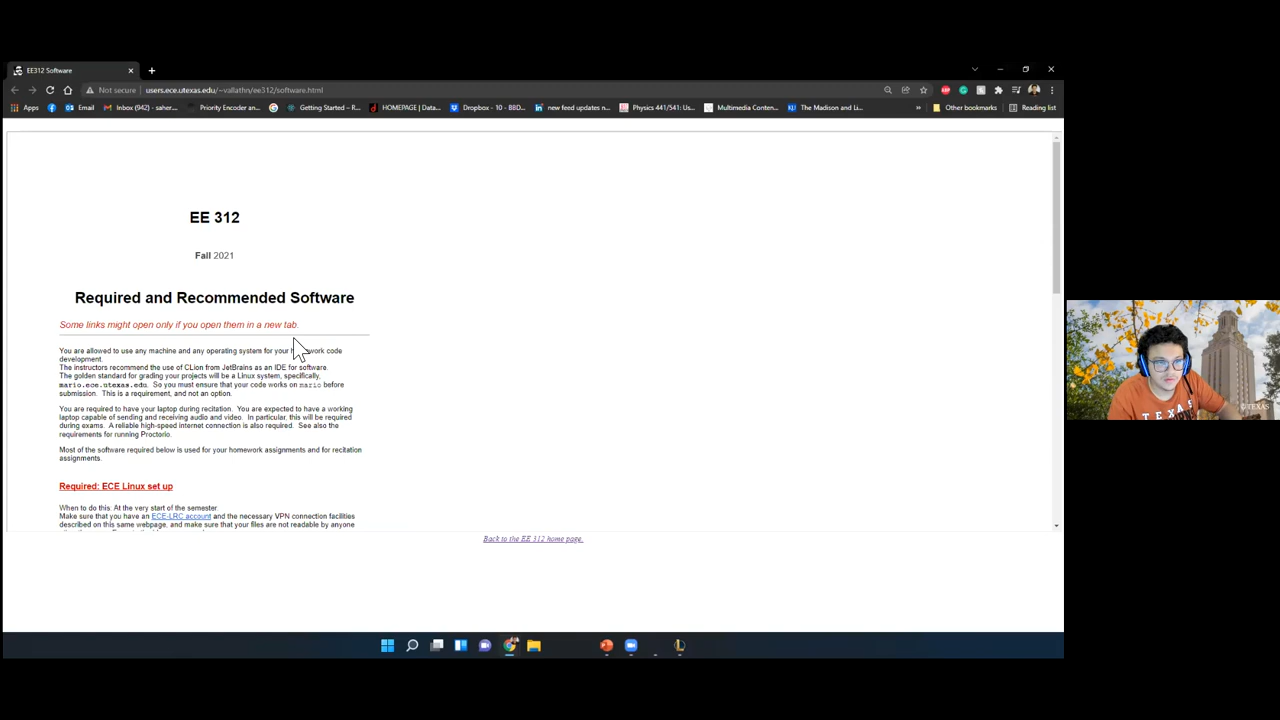 EE312 Software
Not secure users.ece.utexas.edu/~vallathn/ee312/software.html
Apps Email Inbox (942) - saher.... Priority Encoder an... Getting Started – R... HOMEPAGE | Data... Dropbox - 10 - BBD... new feed updates n... Physics 441/541: Us... Multimedia Conten... The Madison and Li... » Other bookmarks Reading list
EE 312
Fall 2021
Required and Recommended Software
Some links might open only if you open them in a new tab.
You are allowed to use any machine and any operating system for your h work code
development.
The instructors recommend the use of CLion from JetBrains as an IDE for software.
The golden standard for grading your projects will be a Linux system, specifically,
mario.ece.utexas.edu. So you must ensure that your code works on mario before
submission. This is a requirement, and not an option.
You are required to have your laptop during recitation. You are expected to have a working
laptop capable of sending and receiving audio and video. In particular, this will be required
during exams. A reliable high-speed internet connection is also required. See also the
requirements for running Proctorio.
Most of the software required below is used for your homework assignments and for recitation
assignments.
Required: ECE Linux set up
When to do this: At the very start of the semester.
Make sure that you have an ECE-LRC account and the necessary VPN connection facilities
described on this same webpage, and make sure that your files are not readable by anyone
Back to the EE 312 home page.
TEXAS
TEXAS